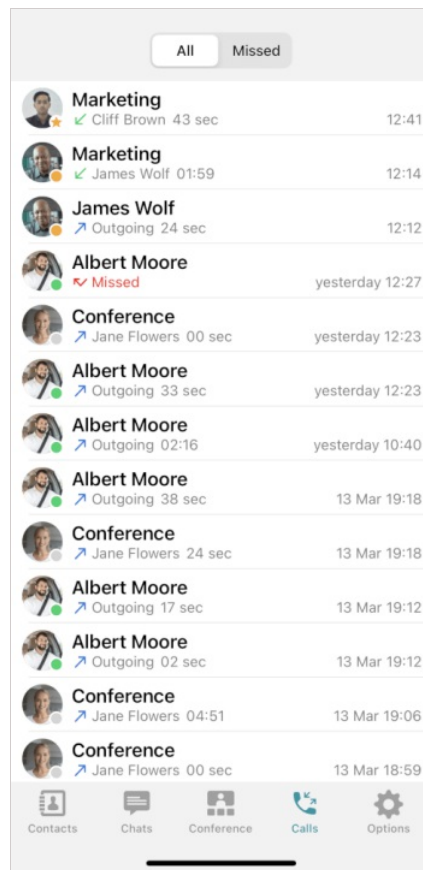 All Missed
Marketing
Cliff Brown 43 sec 12:41
Marketing
James Wolf 01:59 12:14
James Wolf
Outgoing 24 sec 12:12
Albert Moore
Missed yesterday 12:27
Conference
Jane Flowers 00 sec yesterday 12:23
Albert Moore
Outgoing 33 sec yesterday 12:23
Albert Moore
Outgoing 02:16 yesterday 10:40
Albert Moore
Outgoing 38 sec 13 Mar 19:18
Conference
Jane Flowers 24 sec 13 Mar 19:18
Albert Moore
Outgoing 17 sec 13 Mar 19:12
Albert Moore
Outgoing 02 sec 13 Mar 19:12
Conference
Jane Flowers 04:51 13 Mar 19:06
Conference
Jane Flowers 00 sec 13 Mar 18:59
Contacts Chats Conference Calls Options